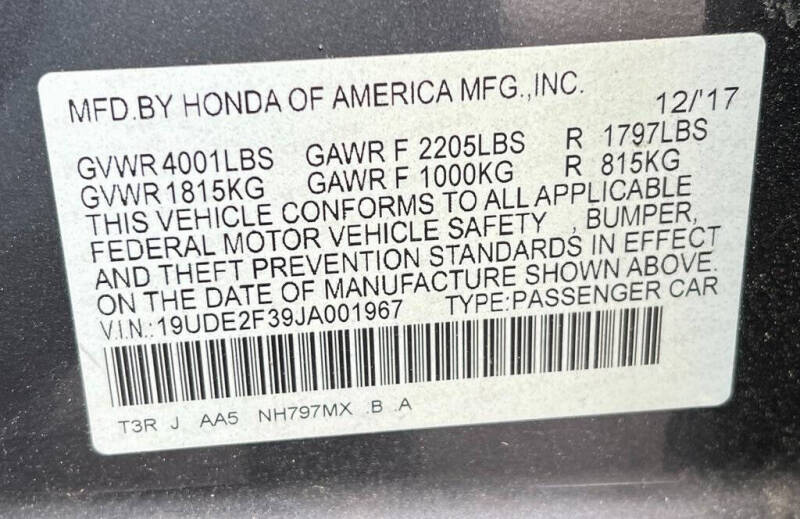 MFD.BY HONDA OF AMERICA MFG.,INC. 12/'17
GVWR 4001LBS GAWR F 2205LBS R 1797LBS
GVWR 1815KG GAWR F 1000KG R 815KG
THIS VEHICLE CONFORMS TO ALL APPLICABLE
FEDERAL MOTOR VEHICLE SAFETY , BUMPER,
AND THEFT PREVENTION STANDARDS IN EFFECT
ON THE DATE OF MANUFACTURE SHOWN ABOVE.
V.I.N.:19UDE2F39JA001967 TYPE:PASSENGER CAR
T3R J AA5 NH797MX .B .A